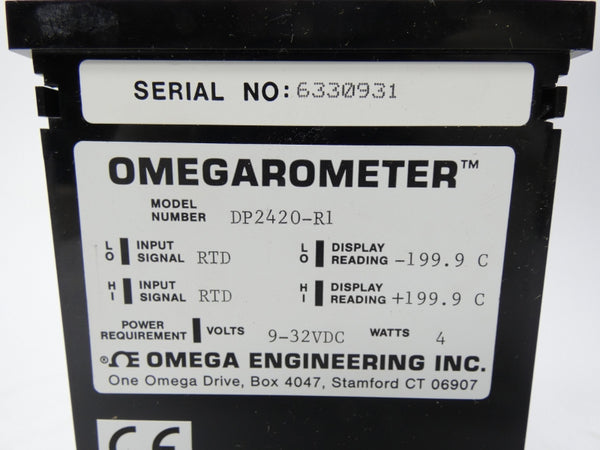 SERIAL NO: 6330931
OMEGAROMETER™
MODEL
NUMBER DP2420-R1
LO INPUT SIGNAL RTD LO DISPLAY READING -199.9 C
HI INPUT SIGNAL RTD HI DISPLAY READING +199.9 C
POWER REQUIREMENT VOLTS 9-32VDC WATTS 4
®ΩE OMEGA ENGINEERING INC.
One Omega Drive, Box 4047, Stamford CT 06907
CE